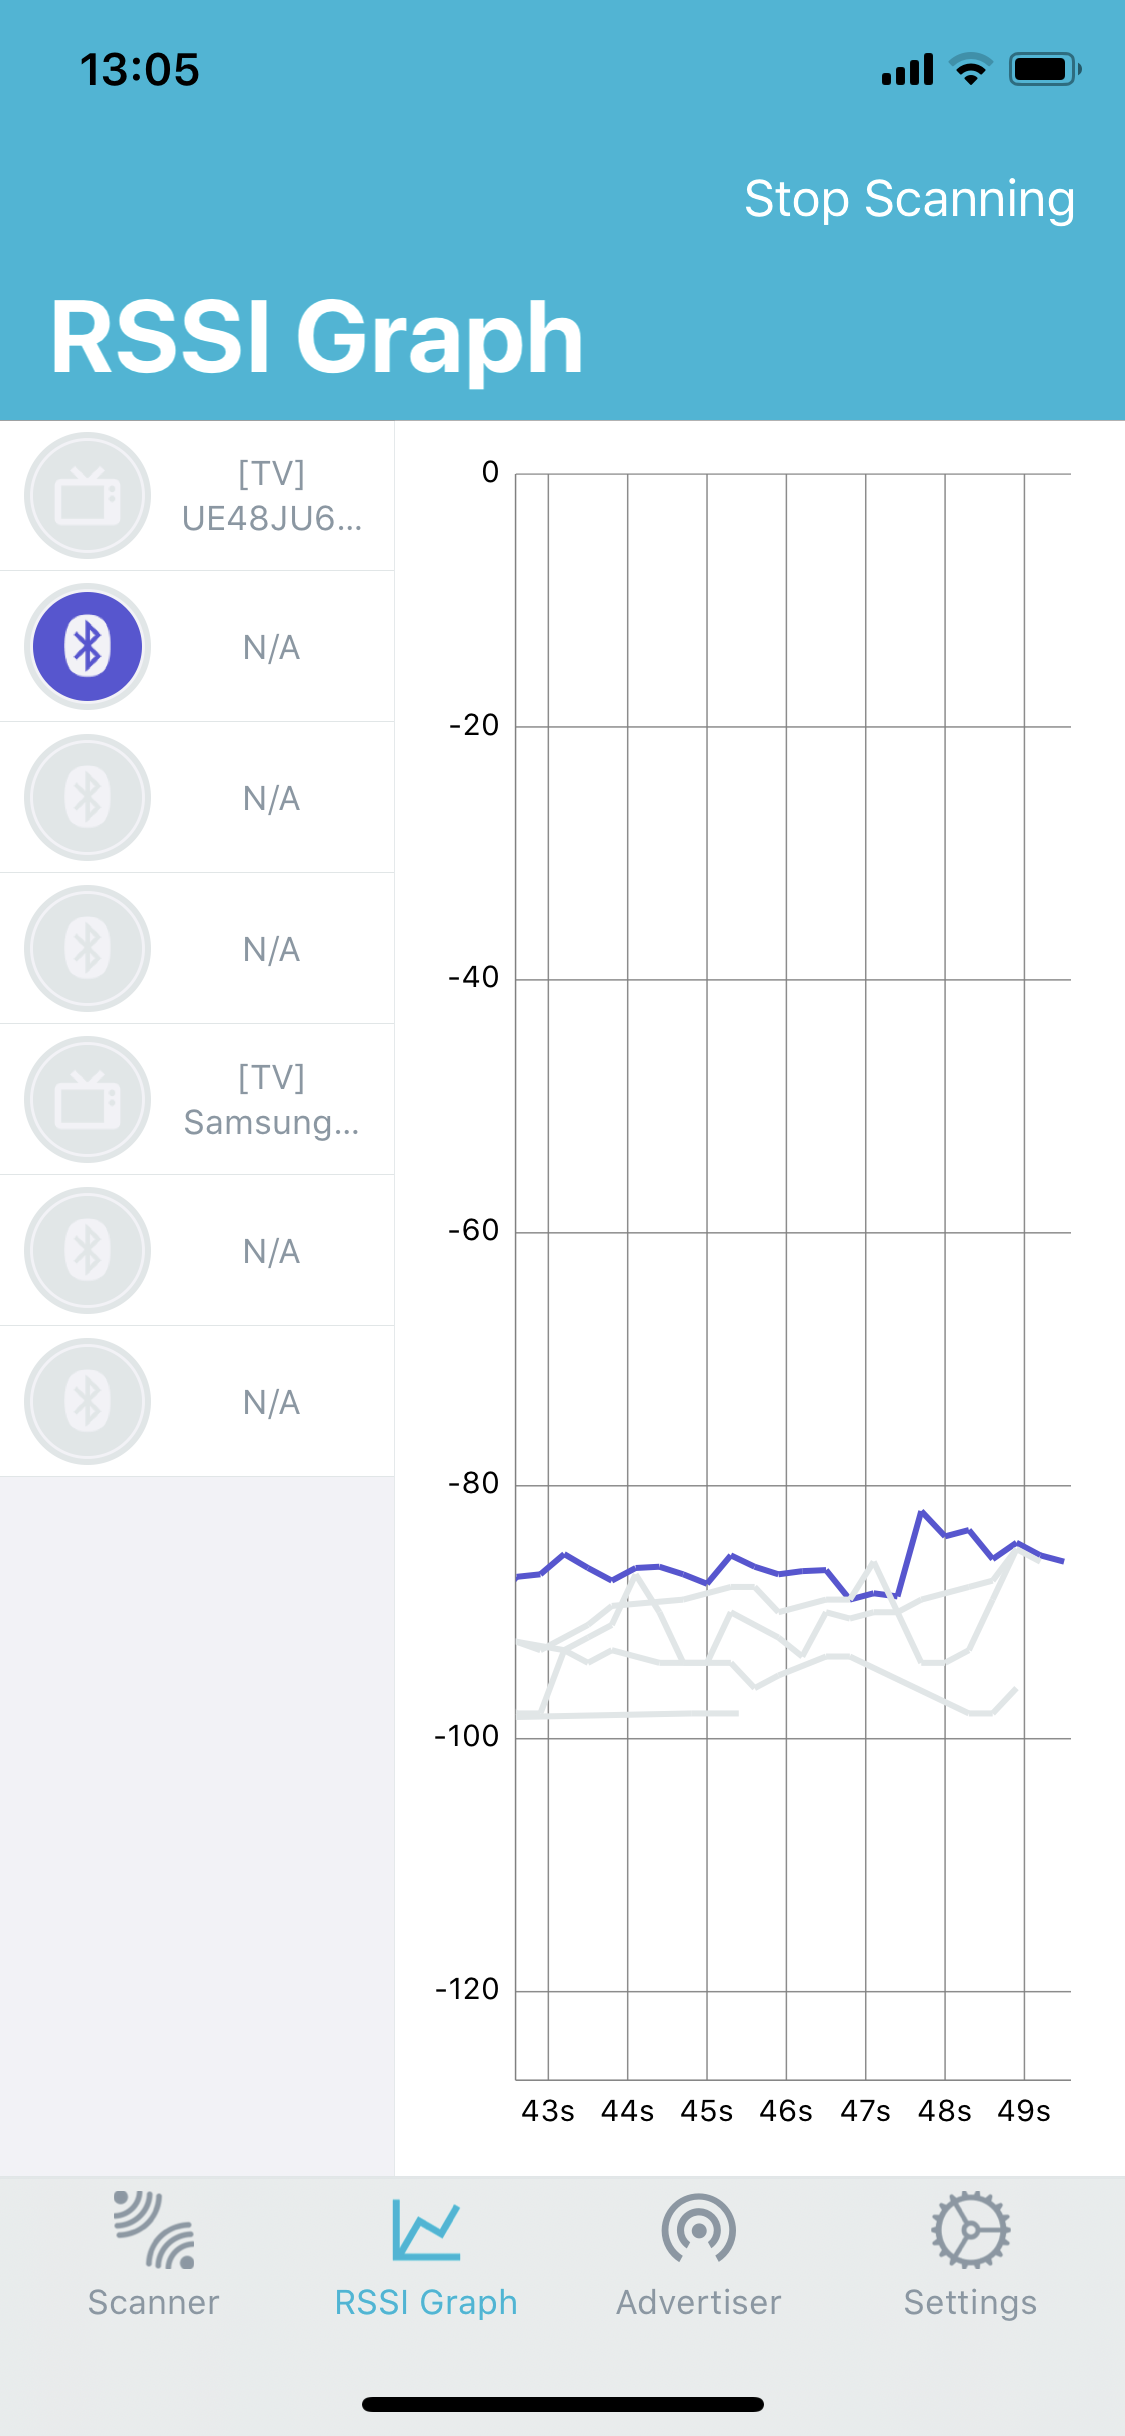 13:05
Stop Scanning
RSSI Graph
[TV]
UE48JU6...
N/A
N/A
N/A
[TV]
Samsung...
N/A
N/A
0
-20
-40
-60
-80
-100
-120
43s 44s 45s 46s 47s 48s 49s
Scanner RSSI Graph Advertiser Settings